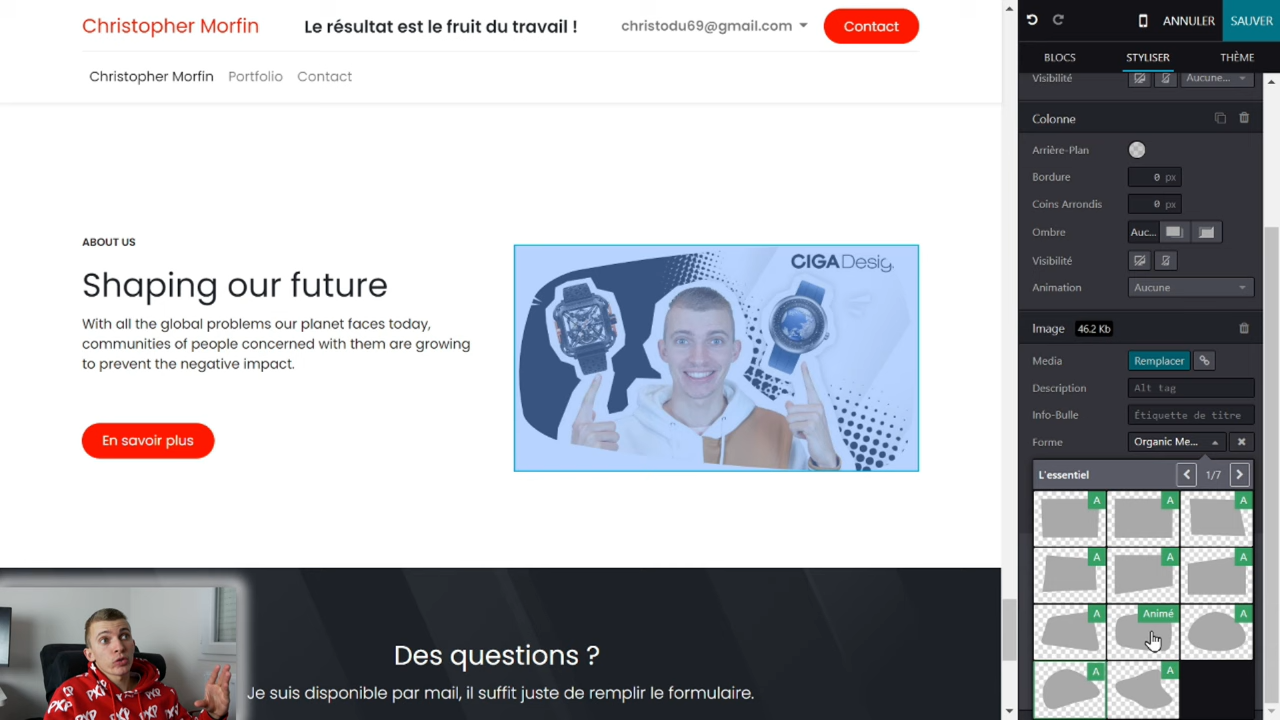 Christopher Morfin
Le résultat est le fruit du travail !
christodu69@gmail.com
Contact
Christopher Morfin
Portfolio
Contact
ABOUT US
Shaping our future
With all the global problems our planet faces today,
communities of people concerned with them are growing
to prevent the negative impact.
En savoir plus
CIGA Desig
Des questions ?
Je suis disponible par mail, il suffit juste de remplir le formulaire.
PXP
ANNULER
SAUVER
BLOCS
STYLISER
THÈME
Visibilité
Aucune...
Colonne
Arrière-Plan
Bordure
0 px
Coins Arrondis
0 px
Ombre
Auc...
Visibilité
Animation
Aucune
Image
46.2 Kb
Media
Remplacer
Description
Alt tag
Info-Bulle
Étiquette de titre
Forme
Organic Me...
L'essentiel
1/7
A
A
A
A
A
A
A
Animé
A
A
A